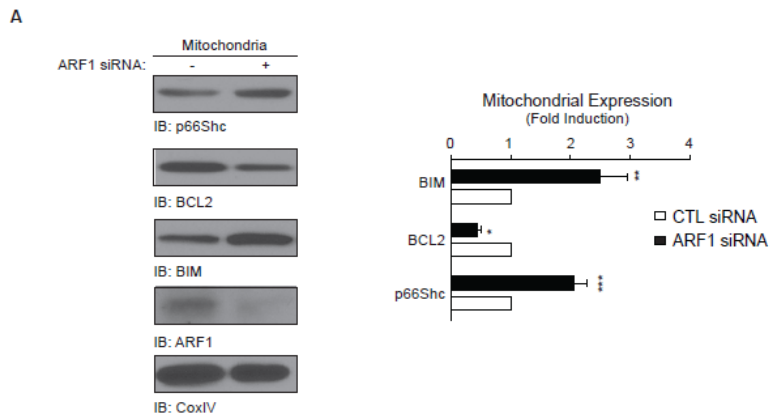 A
Mitochondria
ARF1 siRNA: - +
IB: p66Shc
IB: BCL2
IB: BIM
IB: ARF1
IB: CoxIV
Mitochondrial Expression
(Fold Induction)
0 1 2 3 4
BIM **
BCL2 *
p66Shc ***
CTL siRNA
ARF1 siRNA